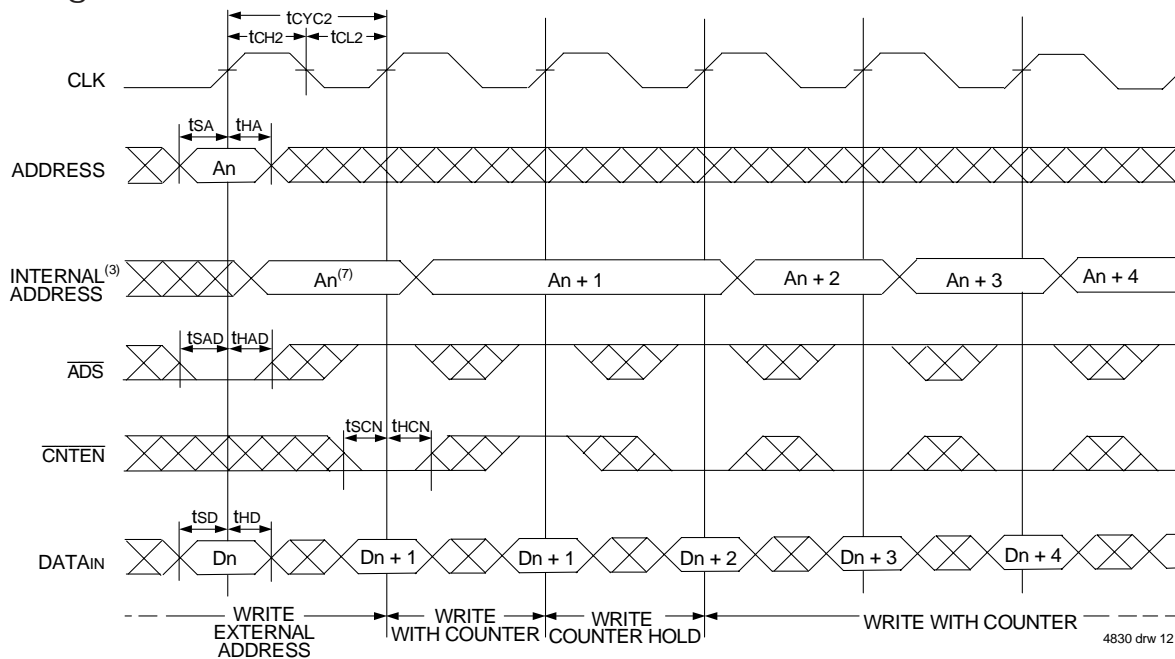 tCYC2
tCH2 tCL2
CLK
tSA tHA
ADDRESS An
INTERNAL(3)
ADDRESS
An(7) An + 1 An + 2 An + 3 An + 4
tSAD tHAD
ADS
tSCN tHCN
CNTEN
tSD tHD
DATAIN Dn Dn + 1 Dn + 1 Dn + 2 Dn + 3 Dn + 4
WRITE
EXTERNAL
ADDRESS
WRITE
WITH COUNTER
WRITE
COUNTER HOLD
WRITE WITH COUNTER
4830 drw 12